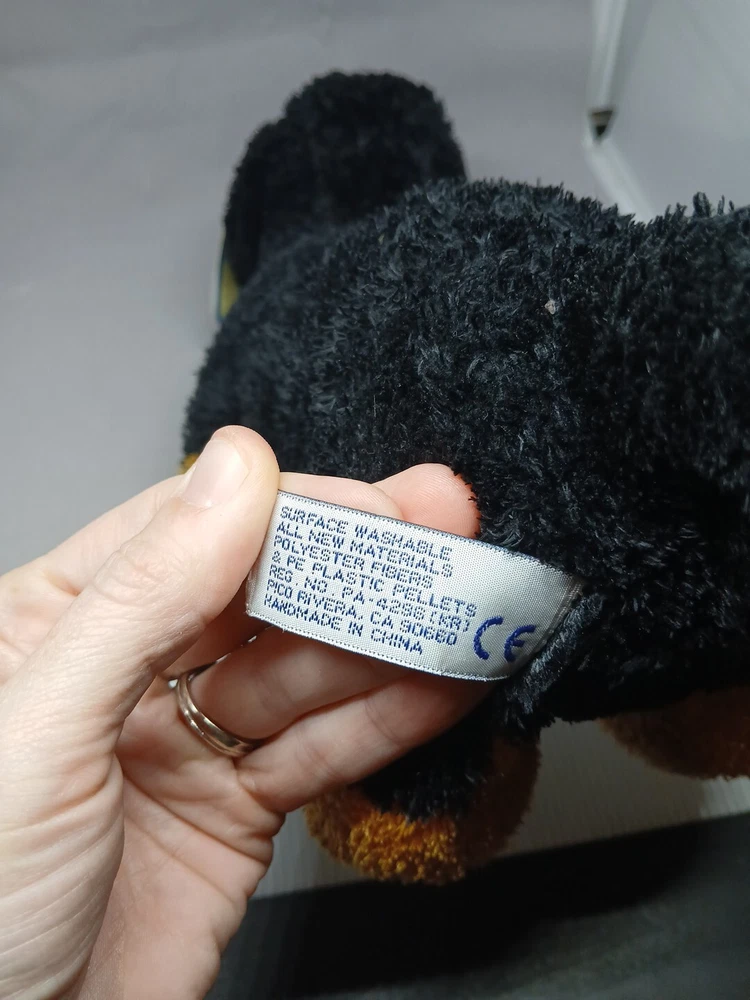 SURFACE WASHABLE
ALL NEW MATERIALS
POLYESTER FIBERS
& PE PLASTIC PELLETS
REG. NO. PA-4296(KR)
PICO RIVERA, CA 90660
HANDMADE IN CHINA
CE